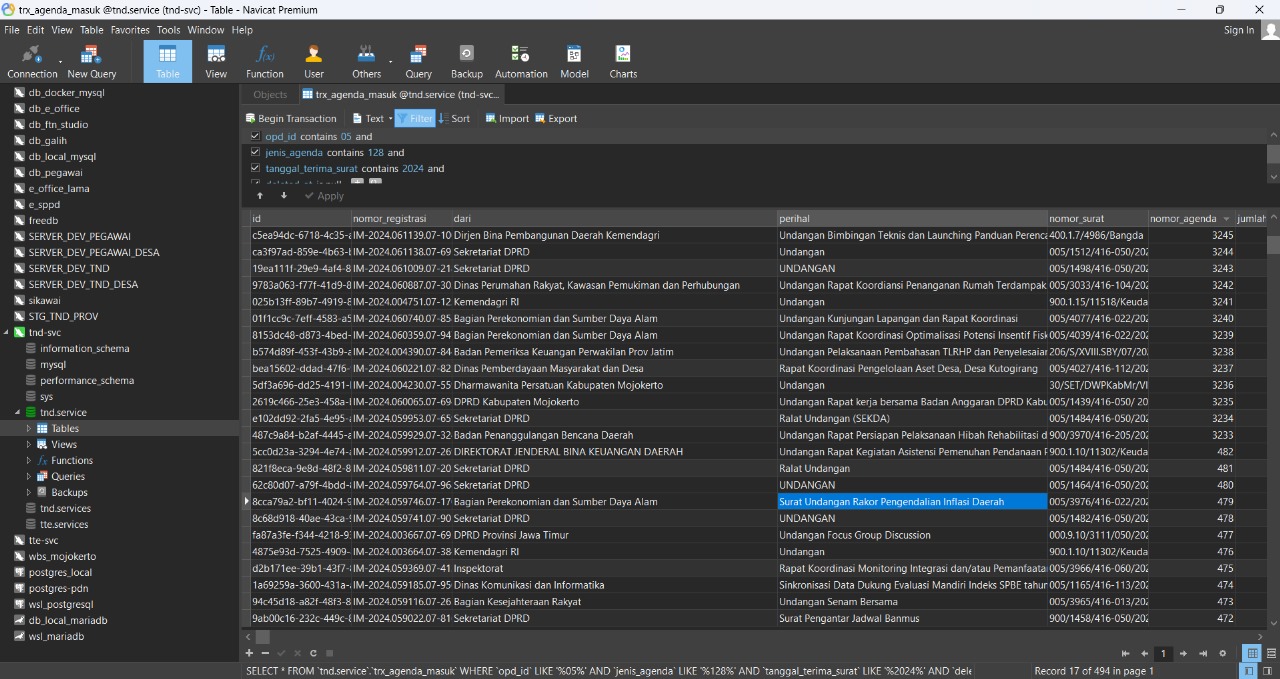 trx_agenda_masuk @tnd.service (tnd-svc) - Table - Navicat Premium
File Edit View Table Favorites Tools Window Help
Sign In
Connection New Query Table View Function User Others Query Backup Automation Model Charts
db_docker_mysql
db_e_office
db_ftn_studio
db_galih
db_local_mysql
db_pegawai
e_office_lama
e_sppd
freedb
SERVER_DEV_PEGAWAI
SERVER_DEV_PEGAWAI_DESA
SERVER_DEV_TND
SERVER_DEV_TND_DESA
sikawai
STG_TND_PROV
tnd-svc
information_schema
mysql
performance_schema
sys
tnd.service
Tables
Views
Functions
Queries
Backups
tnd.services
tte.services
tte-svc
wbs_mojokerto
postgres_local
postgres-pdn
wsl_postgresql
db_local_mariadb
wsl_mariadb
Objects trx_agenda_masuk @tnd.service (tnd-svc...
Begin Transaction Text Filter Sort Import Export
opd_id contains 05 and
jenis_agenda contains 128 and
tanggal_terima_surat contains 2024 and
Apply
id nomor_registrasi dari perihal nomor_surat nomor_agenda jumlah
c5ea94dc-6718-4c35- IM-2024.061139.07-10 Dirjen Bina Pembangunan Daerah Kemendagri Undangan Bimbingan Teknis dan Launching Panduan Perenca 400.1.7/4986/Bangda 3245
ca3f97ad-859e-4b63- IM-2024.061138.07-69 Sekretariat DPRD Undangan 005/1512/416-050/202 3244
19ea111f-29e9-4af4-8 IM-2024.061009.07-21 Sekretariat DPRD UNDANGAN 005/1498/416-050/202 3243
9783a063-f77f-41d9-8 IM-2024.060887.07-30 Dinas Perumahan Rakyat, Kawasan Pemukiman dan Perhubungan Undangan Rapat Koordiansi Penanganan Rumah Terdampak 005/3033/416-104/202 3242
025b13ff-89b7-4919-8 IM-2024.004751.07-12 Kemendagri RI Undangan 900.1.15/11518/Keuda 3241
01f1cc9c-7eff-4583-a5 IM-2024.060740.07-85 Bagian Perekonomian dan Sumber Daya Alam Undangan Kunjungan Lapangan dan Rapat Koordinasi 005/4077/416-022/202 3240
8153dc48-d873-4bed- IM-2024.060359.07-94 Bagian Perekonomian dan Sumber Daya Alam Undangan Rapat Koordinasi Optimalisasi Potensi Insentif Fisk 005/4039/416-022/202 3239
b574d89f-453f-43b9- IM-2024.004390.07-84 Badan Pemeriksa Keuangan Perwakilan Prov Jatim Undangan Pelaksanaan Pembahasan TLRHP dan Penyelesaian 206/S/XVIII.SBY/07/20 3238
bea15602-ddad-47f6- IM-2024.060221.07-82 Dinas Pemberdayaan Masyarakat dan Desa Rapat Koordinasi Pengelolaan Aset Desa, Desa Kutogirang 005/4027/416-112/202 3237
5df3a696-dd25-4191- IM-2024.004230.07-55 Dharmawanita Persatuan Kabupaten Mojokerto Undangan 30/SET/DWPKabMr/VI 3236
2619c466-25e3-458a- IM-2024.060065.07-69 DPRD Kabupaten Mojokerto Undangan Rapat kerja bersama Badan Anggaran DPRD Kabu 005/1439/416-050/ 20 3235
e102dd92-2fa5-4e95- IM-2024.059953.07-65 Sekretariat DPRD Ralat Undangan (SEKDA) 005/1484/416-050/202 3234
487c9a84-b2af-4445- IM-2024.059929.07-32 Badan Penanggulangan Bencana Daerah Undangan Rapat Persiapan Pelaksanaan Hibah Rehabilitasi d 900/3970/416-205/202 3233
5cc0d23a-3294-4e74- IM-2024.059912.07-26 DIREKTORAT JENDERAL BINA KEUANGAN DAERAH Undangan Rapat Kegiatan Asistensi Pemenuhan Pendanaan F 900.1.10/11302/Keuda 482
821f8eca-9e8d-48f2-8 IM-2024.059811.07-20 Sekretariat DPRD Ralat Undangan 005/1484/416-050/202 481
62c80d07-a79f-4bdd- IM-2024.059796.07-96 Sekretariat DPRD UNDANGAN 005/1464/416-050/202 480
8cca79a2-bf11-4024-9 IM-2024.059746.07-17 Bagian Perekonomian dan Sumber Daya Alam Surat Undangan Rakor Pengendalian Inflasi Daerah 005/3976/416-022/202 479
8c68d918-40ae-43ca- IM-2024.059741.07-90 Sekretariat DPRD UNDANGAN 005/1482/416-050/202 478
fa87a3fe-f344-4218-9 IM-2024.003667.07-69 DPRD Provinsi Jawa Timur Undangan Focus Group Discussion 000.9.10/3111/050/202 477
4875e93d-7525-4909- IM-2024.003664.07-38 Kemendagri RI Undangan 900.1.10/11302/Keuda 476
d2b171ee-39b1-43f7- IM-2024.059369.07-41 Inspektorat Rapat Koordinasi Monitoring Integrasi dan/atau Pemanfaata 005/3966/416-060/202 475
1a69259a-3600-431a- IM-2024.059185.07-95 Dinas Komunikasi dan Informatika Sinkronisasi Data Dukung Evaluasi Mandiri Indeks SPBE tahun 005/1165/416-113/202 474
94c45d18-a82f-48f3-8 IM-2024.059116.07-26 Bagian Kesejahteraan Rakyat Undangan Senam Bersama 005/3965/416-013/202 473
9ab00c16-232c-449c- IM-2024.059022.07-81 Sekretariat DPRD Surat Pengantar Jadwal Banmus 900/1458/416-050/202 472
1
SELECT * FROM `tnd.service`.`trx_agenda_masuk` WHERE `opd_id` LIKE '%05%' AND `jenis_agenda` LIKE '%128%' AND `tanggal_terima_surat` LIKE '%2024%' AND `dele
Record 17 of 494 in page 1